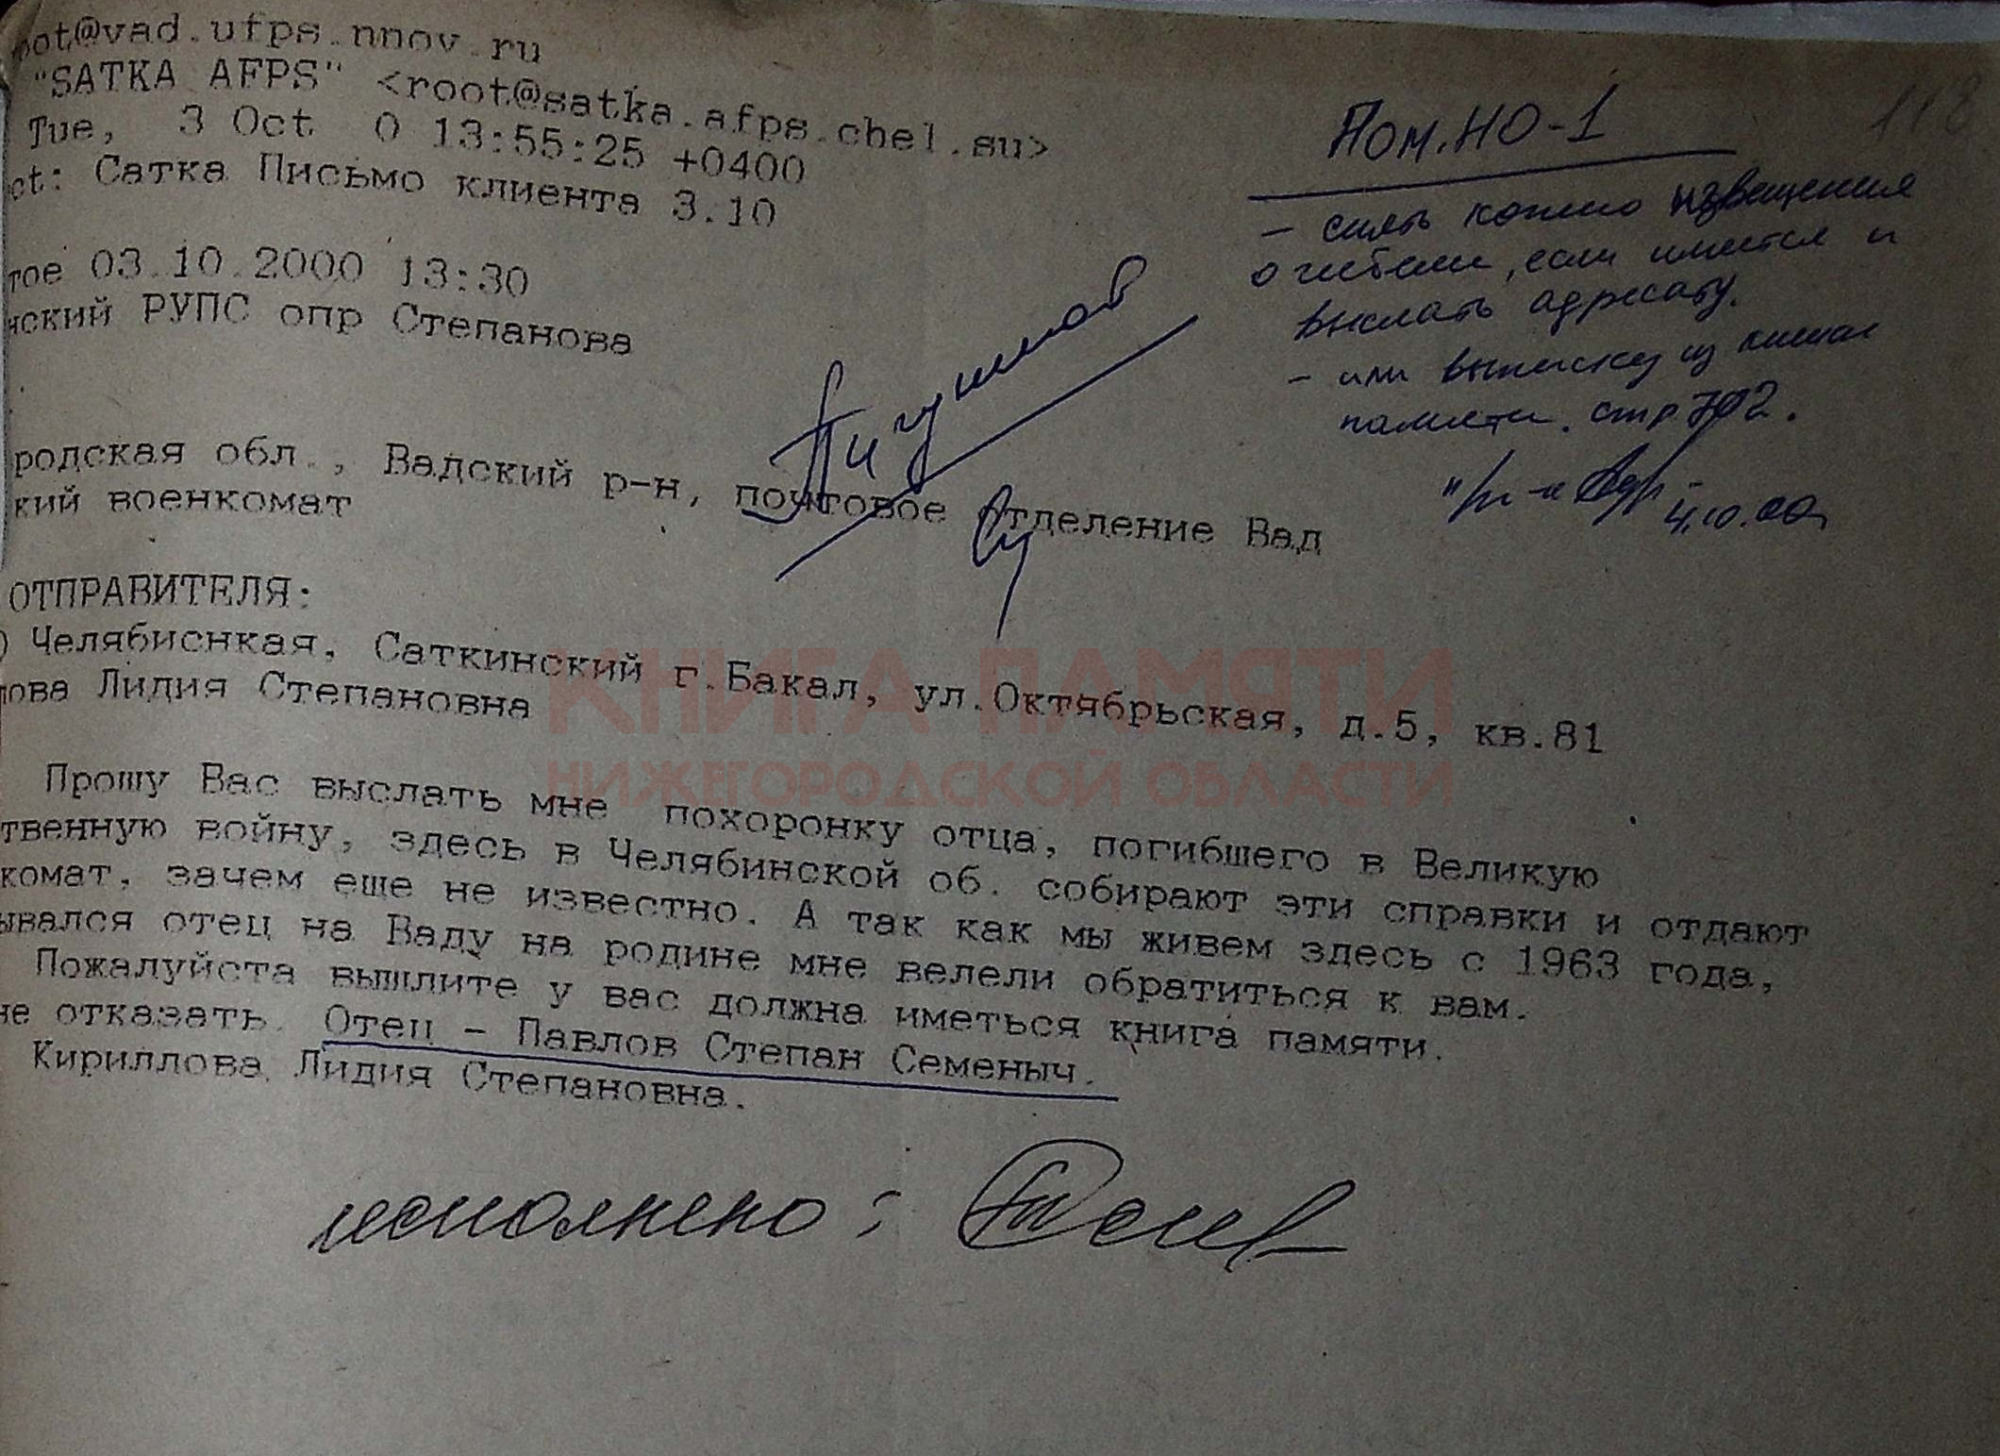 oot@vad.ufps.nnov.ru
"SATKA AFPS" <root@satka.afps.chel.su>
Tue, 3 Oct 0 13:55:25 +0400
ct: Сатка Письмо клиента 3.10
тое 03.10.2000 13:30
нский РУПС опр Степанова
родская обл., Вадский р-н, почтовое отделение Вад
кий военкомат
ОТПРАВИТЕЛЯ:
) Челябиснкая, Саткинский г.Бакал, ул.Октябрьская, д.5, кв.81
лова Лидия Степановна
Прошу Вас выслать мне похоронку отца, погибшего в Великую
твенную войну, здесь в Челябинской об. собирают эти справки и отдают
комат, зачем еще не известно. А так как мы живем здесь с 1963 года,
ывался отец на Ваду на родине мне велели обратиться к вам.
Пожалуйста вышлите у вас должна иметься книга памяти.
не отказать. Отец - Павлов Степан Семеныч.
Кириллова Лидия Степановна.
исполнено:
Пом.НО-1
- снять копию извещения
о гибели, если имеется и
выслать адресату.
- или выписку из книги
памяти. стр 702.
4.10.00
118
КНИГА ПАМЯТИ
НИЖЕГОРОДСКОЙ ОБЛАСТИ